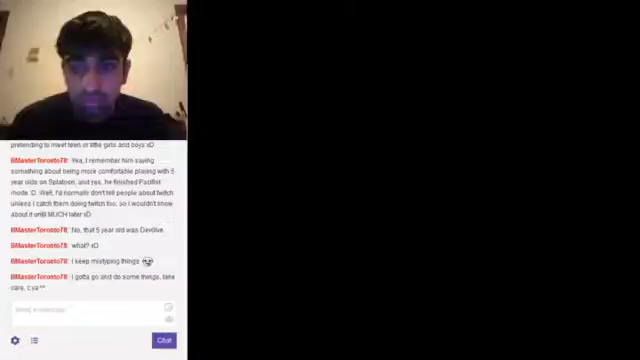 pretending to meet teen or little girls and boys xD
BMasterToronto78: Yea, I remember him saying
something about being more comfortable playing with 5
year olds on Splatoon, and yes, he finished Pacifist
mode :D. Well, I'd normally don't tell people about twitch
unless I catch them doing twitch too, so I wouldn't know
about it until MUCH later xD
BMasterToronto78: No, that 5 year old was Devolive.
BMasterToronto78: what? xD
BMasterToronto78: I keep mistyping things
BMasterToronto78: I gotta go and do some things, take
care, c ya ^^
Chat